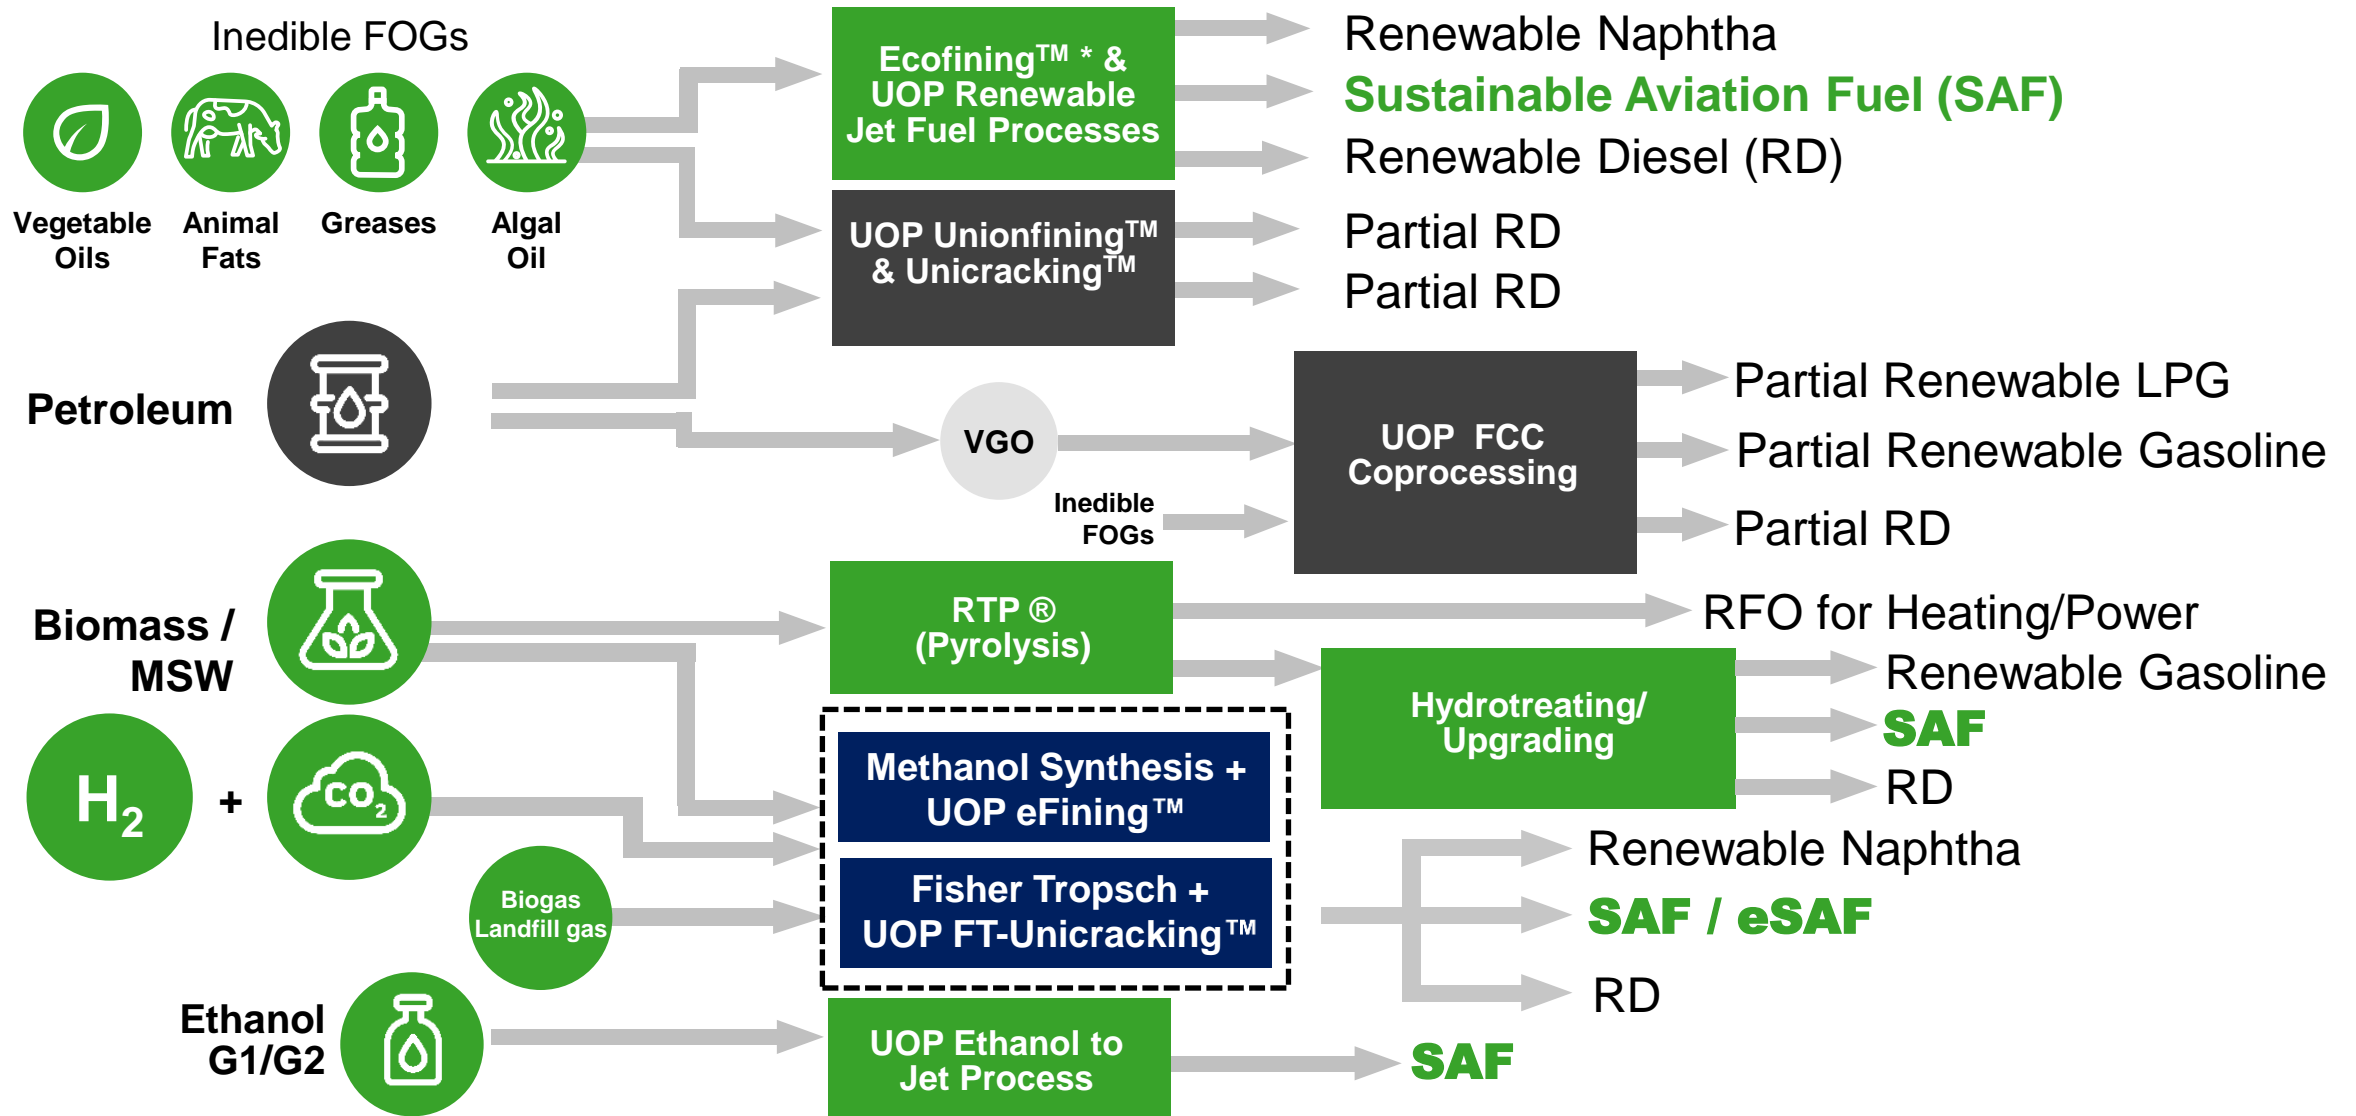 Inedible FOGs
Vegetable
Oils
Animal
Fats
Greases
Algal
Oil
Ecofining™ * &
UOP Renewable
Jet Fuel Processes
Renewable Naphtha
Sustainable Aviation Fuel (SAF)
Renewable Diesel (RD)
UOP Unionfining™
& Unicracking™
Partial RD
Partial RD
Petroleum
VGO
Inedible
FOGs
UOP FCC
Coprocessing
Partial Renewable LPG
Partial Renewable Gasoline
Partial RD
Biomass /
MSW
RTP ®
(Pyrolysis)
RFO for Heating/Power
Hydrotreating/
Upgrading
Renewable Gasoline
SAF
RD
H₂
+
CO₂
Methanol Synthesis +
UOP eFining™
Biogas
Landfill gas
Fisher Tropsch +
UOP FT-Unicracking™
Renewable Naphtha
SAF / eSAF
RD
Ethanol
G1/G2
UOP Ethanol to
Jet Process
SAF